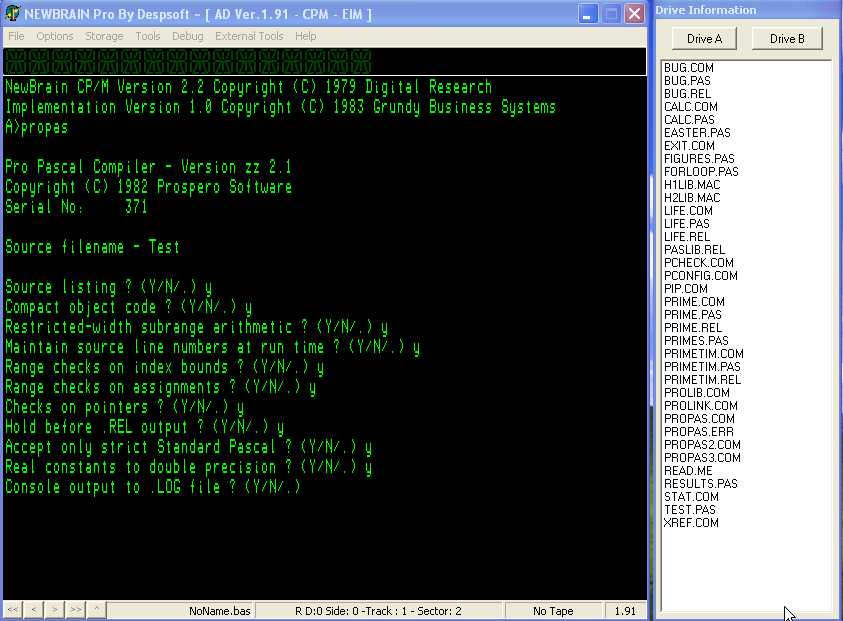 NEWBRAIN Pro By Despsoft - [ AD Ver.1.91 - CPM - EIM ]
File Options Storage Tools Debug External Tools Help
NewBrain CP/M Version 2.2 Copyright (C) 1979 Digital Research
Implementation Version 1.0 Copyright (C) 1983 Grundy Business Systems
A>propas
Pro Pascal Compiler - Version zz 2.1
Copyright (C) 1982 Prospero Software
Serial No: 371
Source filename - Test
Source listing ? (Y/N/.) y
Compact object code ? (Y/N/.) y
Restricted-width subrange arithmetic ? (Y/N/.) y
Maintain source line numbers at run time ? (Y/N/.) y
Range checks on index bounds ? (Y/N/.) y
Range checks on assignments ? (Y/N/.) y
Checks on pointers ? (Y/N/.) y
Hold before .REL output ? (Y/N/.) y
Accept only strict Standard Pascal ? (Y/N/.) y
Real constants to double precision ? (Y/N/.) y
Console output to .LOG file ? (Y/N/.)
<< < > >> ^ NoName.bas R D:0 Side: 0 -Track : 1 - Sector: 2 No Tape 1.91
Drive Information
Drive A Drive B
BUG.COM
BUG.PAS
BUG.REL
CALC.COM
CALC.PAS
EASTER.PAS
EXIT.COM
FIGURES.PAS
FORLOOP.PAS
H1LIB.MAC
H2LIB.MAC
LIFE.COM
LIFE.PAS
LIFE.REL
PASLIB.REL
PCHECK.COM
PCONFIG.COM
PIP.COM
PRIME.COM
PRIME.PAS
PRIME.REL
PRIMES.PAS
PRIMETIM.COM
PRIMETIM.PAS
PRIMETIM.REL
PROLIB.COM
PROLINK.COM
PROPAS.COM
PROPAS.ERR
PROPAS2.COM
PROPAS3.COM
READ.ME
RESULTS.PAS
STAT.COM
TEST.PAS
XREF.COM